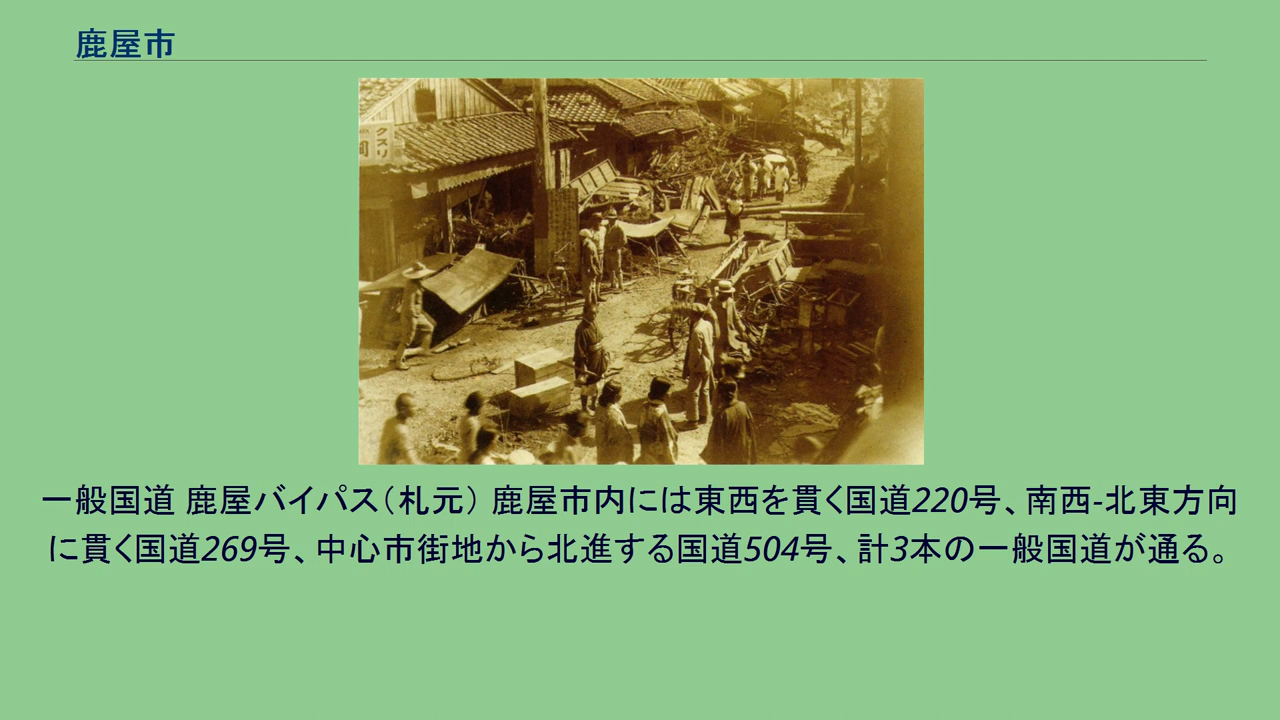 鹿屋市
クスリ
一般国道 鹿屋バイパス（札元） 鹿屋市内には東西を貫く国道220号、南西-北東方向
に貫く国道269号、中心市街地から北進する国道504号、計3本の一般国道が通る。